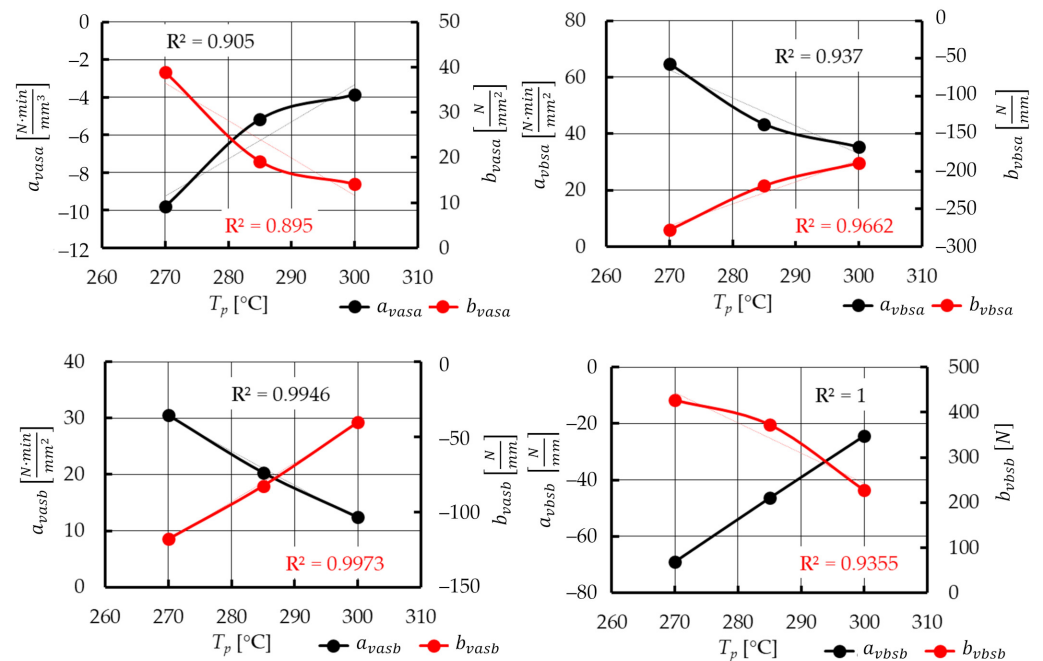 0
−2
−4
−6
−8
−10
−12
a_vasa [N·min/mm³]
R² = 0.905
R² = 0.895
50
40
30
20
10
0
b_vasa [N/mm²]
260 270 280 290 300 310
T_p [°C]
a_vasa b_vasa
80
60
40
20
0
a_vbsa [N·min/mm²]
R² = 0.937
R² = 0.9662
0
−50
−100
−150
−200
−250
−300
b_vbsa [N/mm]
260 270 280 290 300 310
T_p [°C]
a_vbsa b_vbsa
40
30
20
10
0
a_vasb [N·min/mm²]
R² = 0.9946
R² = 0.9973
0
−50
−100
−150
b_vasb [N/mm]
260 270 280 290 300 310
T_p [°C]
a_vasb b_vasb
0
−20
−40
−60
−80
a_vbsb [N/mm]
R² = 1
R² = 0.9355
500
400
300
200
100
0
b_vbsb [N]
260 270 280 290 300 310
T_p [°C]
a_vbsb b_vbsb